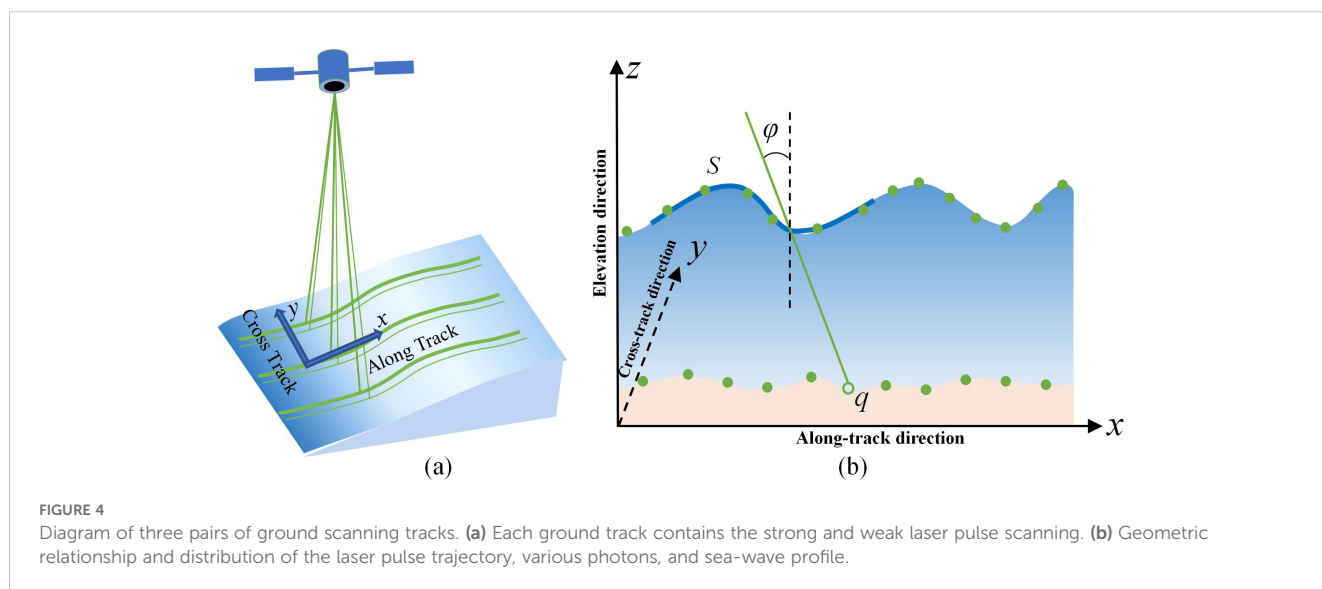 y
x
Cross Track
Along Track
(a)
z
φ
S
Elevation direction
y
Cross-track direction
q
x
Along-track direction
(b)
FIGURE 4
Diagram of three pairs of ground scanning tracks. (a) Each ground track contains the strong and weak laser pulse scanning. (b) Geometric
relationship and distribution of the laser pulse trajectory, various photons, and sea-wave profile.